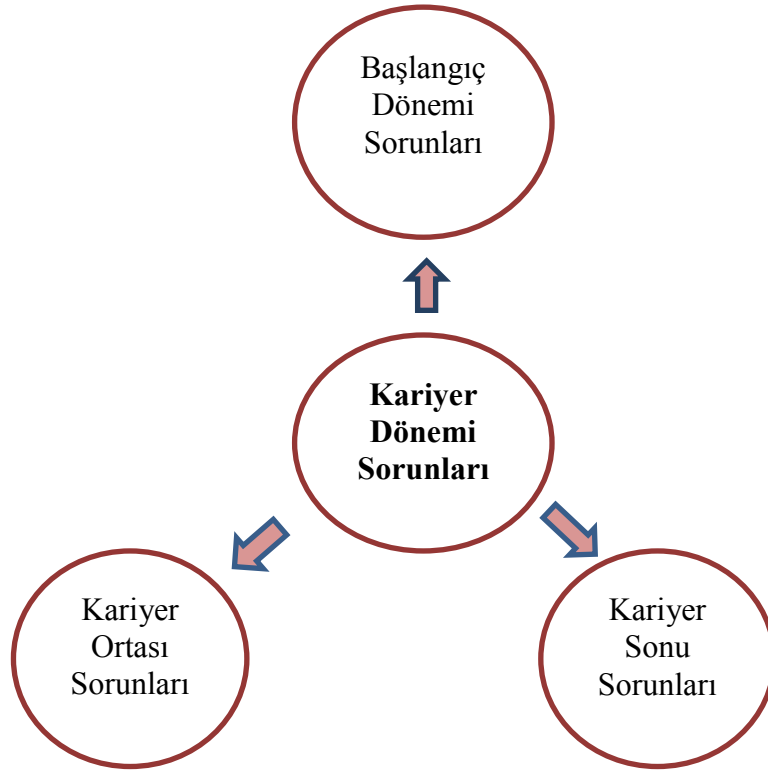 Başlangıç
Dönemi
Sorunları
Kariyer
Dönemi
Sorunları
Kariyer
Ortası
Sorunları
Kariyer
Sonu
Sorunları